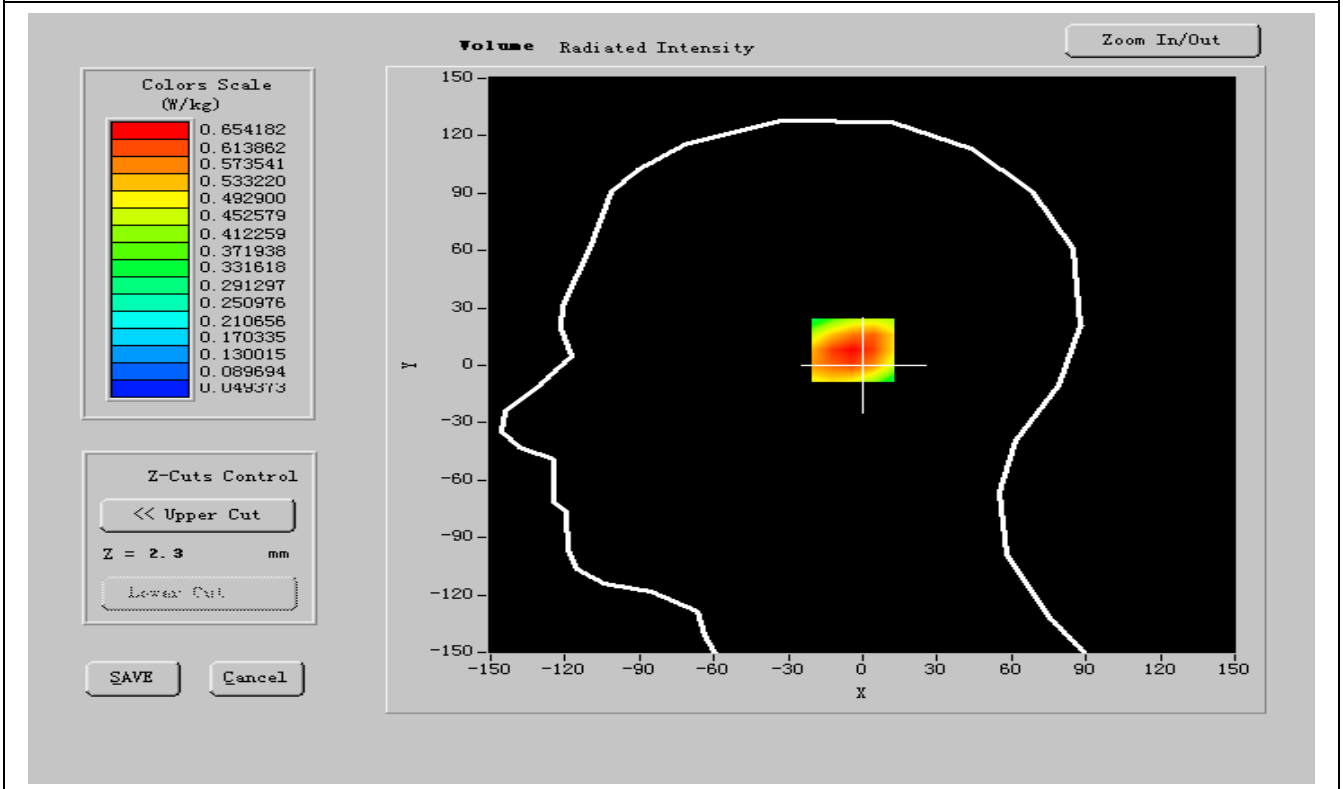 Volume Radiated Intensity
Zoom In/Out
Colors Scale
(W/kg)
0.654182
0.613862
0.573541
0.533220
0.492900
0.452579
0.412259
0.371938
0.331618
0.291297
0.250976
0.210656
0.170335
0.130015
0.089694
0.049373
Z-Cuts Control
<< Upper Cut
Z = 2.3 mm
Lower Cut
SAVE Cancel
150
120
90
60
30
0
-30
-60
-90
-120
-150
Y
-150 -120 -90 -60 -30 0 30 60 90 120 150
X